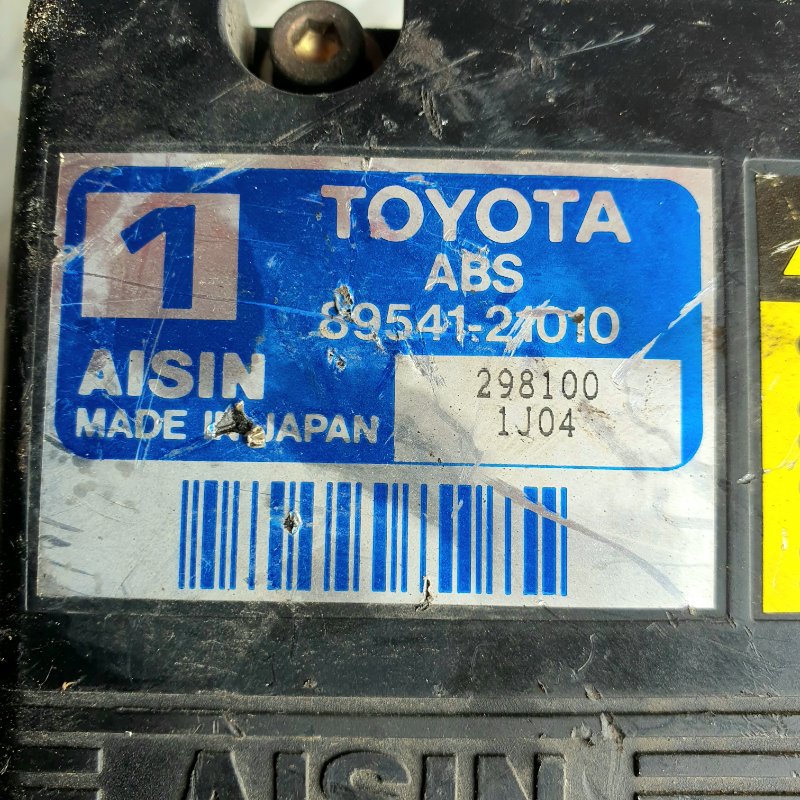 1
TOYOTA
ABS
89541-21010
AISIN
MADE IN JAPAN
298100
1J04
AISIN